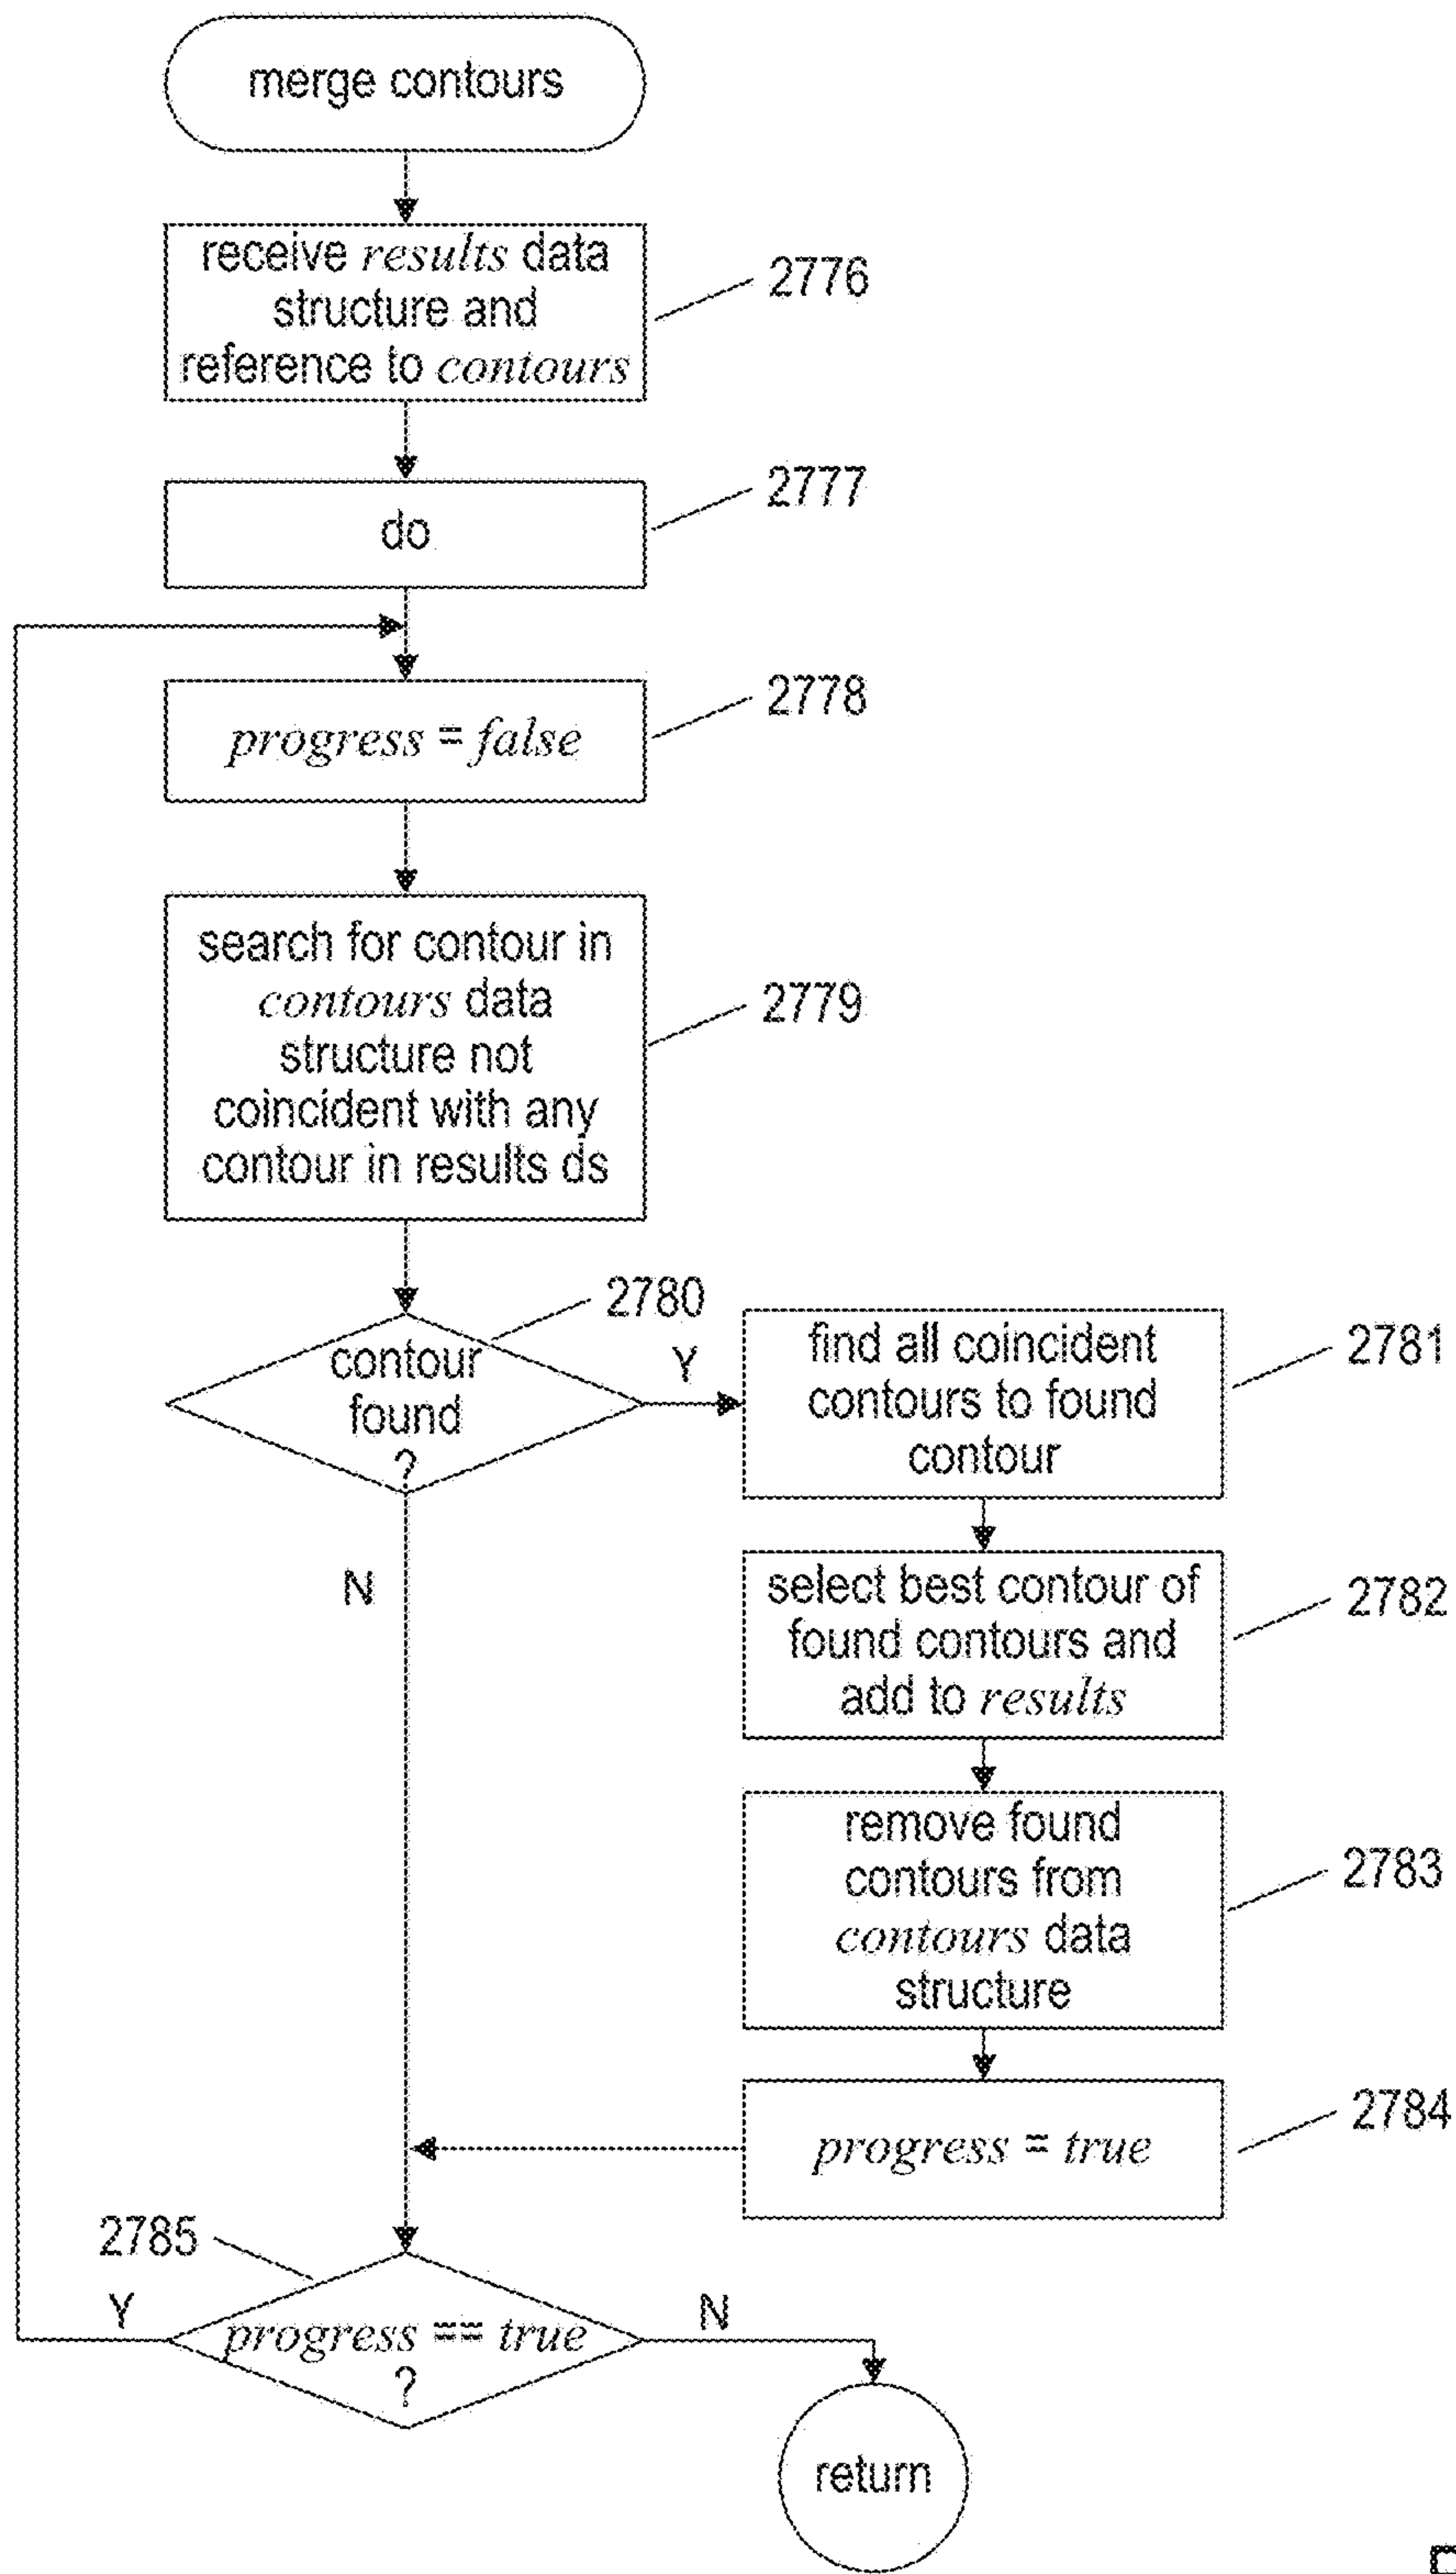 merge contours
receive results data
structure and
reference to contours
2776
do
2777
progress = false
2778
search for contour in
contours data
structure not
coincident with any
contour in results ds
2779
contour
found
?
2780
Y
N
find all coincident
contours to found
contour
2781
select best contour of
found contours and
add to results
2782
remove found
contours from
contours data
structure
2783
progress = true
2784
2785
progress == true
?
Y
N
return